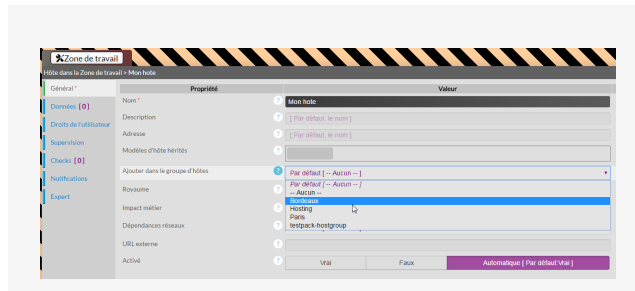 Zone de travail
Hôte dans la Zone de travail > Mon hote
Général *
Propriété
Valeur
Données [0]
Droits de l'utilisateur
Supervision
Checks [0]
Notifications
Expert
Nom *
?
Mon hote
Description
?
[ Par défaut, le nom ]
Adresse
?
[ Par défaut, le nom ]
Modèles d'hôte hérités
?
Ajouter dans le groupe d'hôtes
?
Par défaut [ -- Aucun -- ]
Par défaut [ -- Aucun -- ]
-- Aucun --
Bordeaux
Hosting
Paris
testpack-hostgroup
Royaume
?
Impact métier
?
Dépendances réseaux
?
URL externe
?
Activé
?
Vrai
Faux
Automatique [ Par défaut:Vrai ]